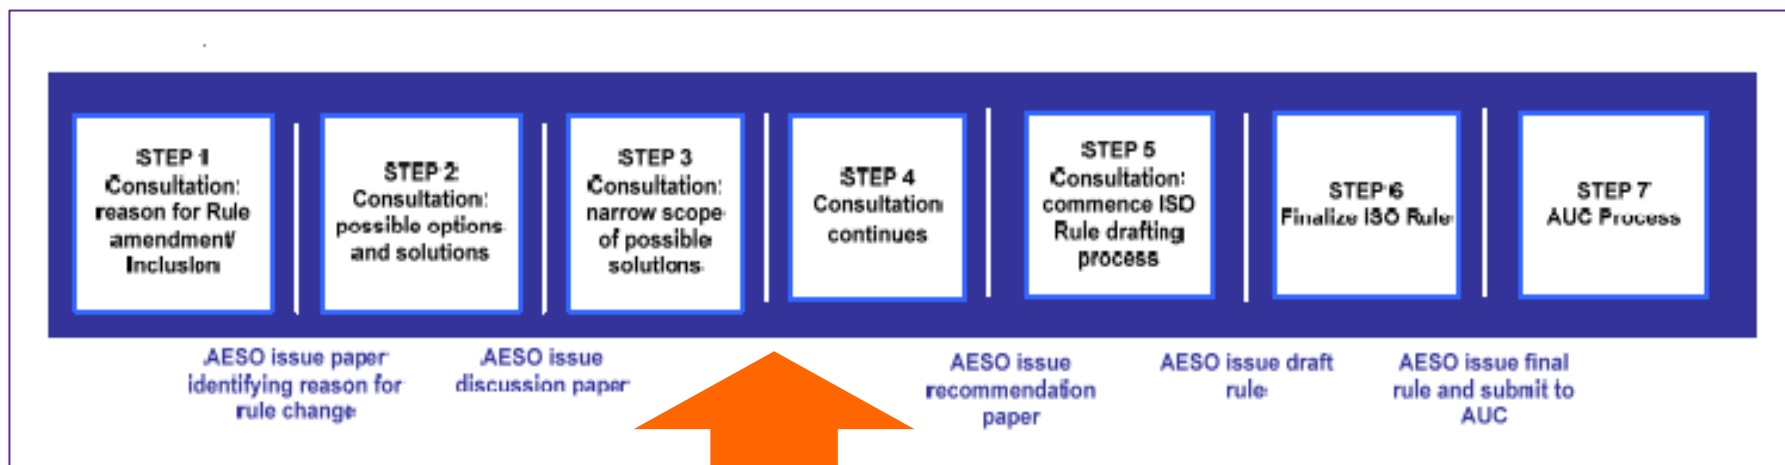 STEP 1
Consultation:
reason for Rule
amendment/
Inclusion
STEP 2
Consultation:
possible options
and solutions
STEP 3
Consultation:
narrow scope
of possible
solutions
STEP 4
Consultation
continues
STEP 5
Consultation:
commence ISO
Rule drafting
process
STEP 6
Finalize ISO Rule
STEP 7
AUC Process
AESO issue paper
identifying reason for
rule change
AESO issue
discussion paper
AESO issue
recommendation
paper
AESO issue draft
rule
AESO issue final
rule and submit to
AUC